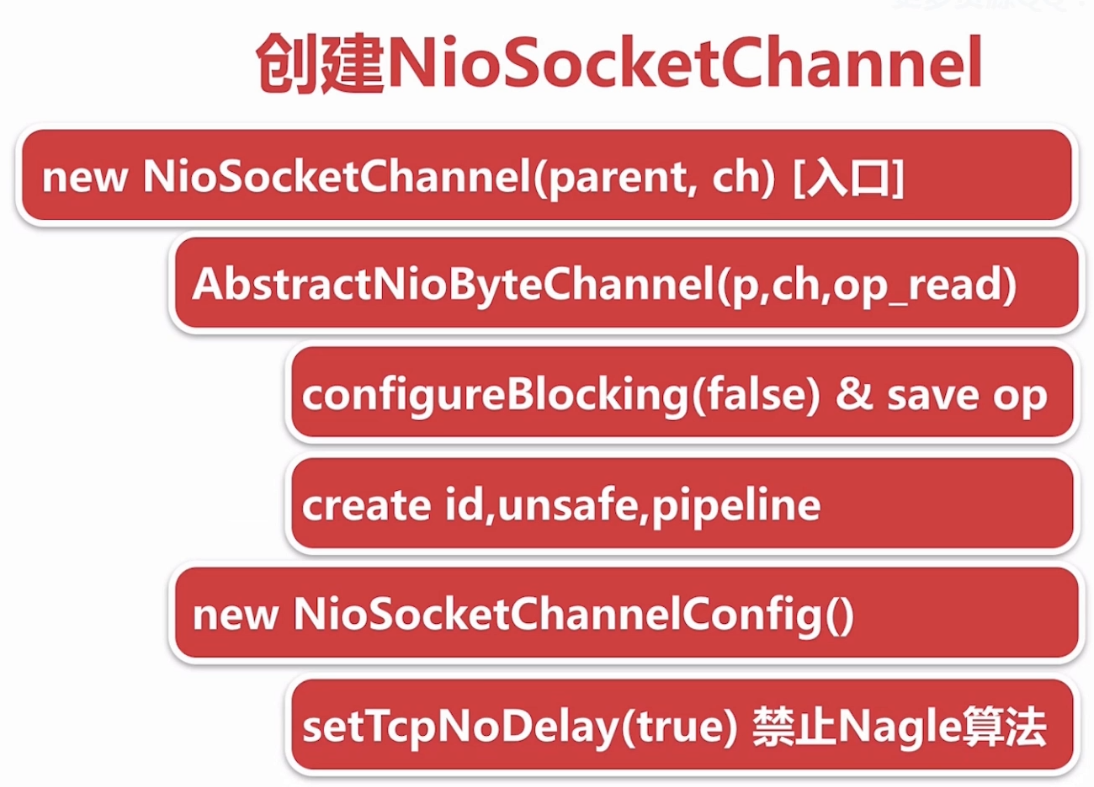 创建NioSocketChannel
new NioSocketChannel(parent, ch) [入口]
AbstractNioByteChannel(p,ch,op_read)
configureBlocking(false) & save op
create id,unsafe,pipeline
new NioSocketChannelConfig()
setTcpNoDelay(true) 禁止Nagle算法